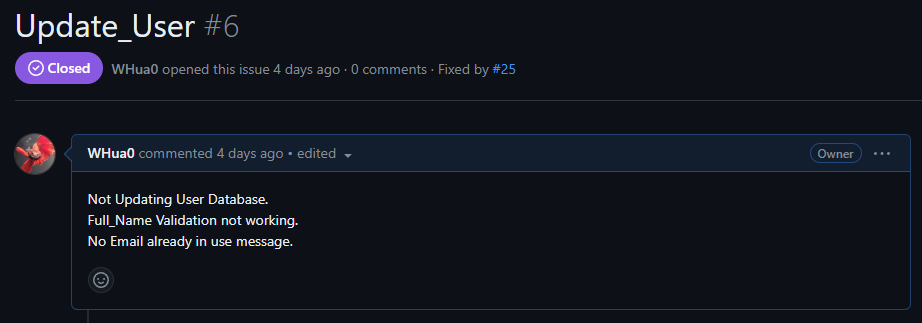 Update_User #6
Closed WHua0 opened this issue 4 days ago · 0 comments · Fixed by #25
WHua0 commented 4 days ago • edited Owner
Not Updating User Database.
Full_Name Validation not working.
No Email already in use message.